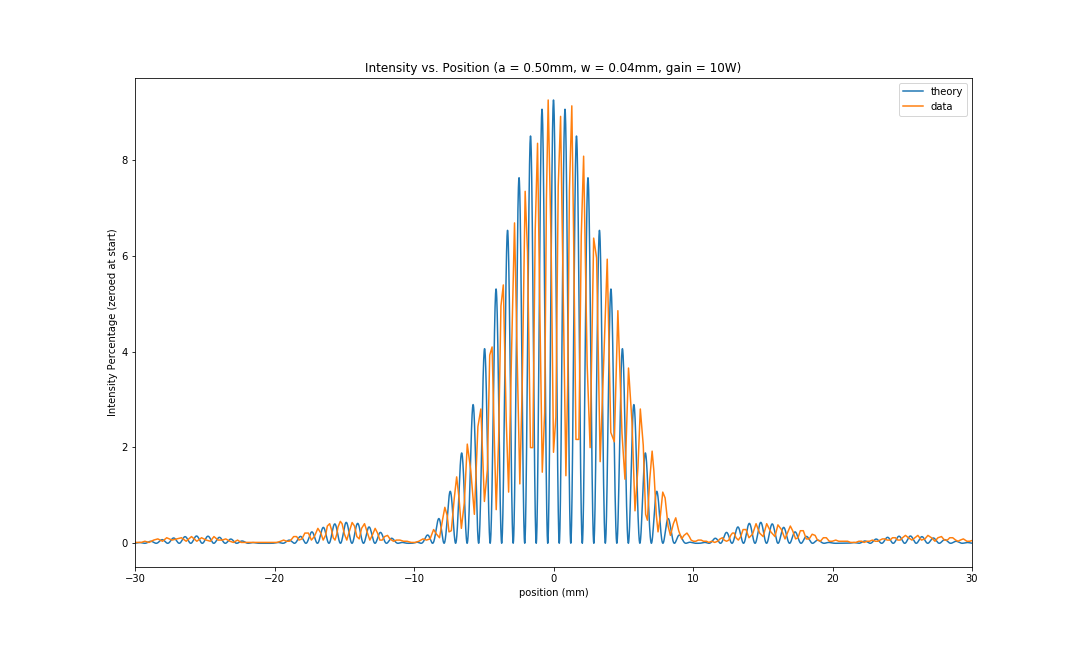 Intensity vs. Position (a = 0.50mm, w = 0.04mm, gain = 10W)
theory
data
Intensity Percentage (zeroed at start)
8
6
4
2
0
−30
−20
−10
0
10
20
30
position (mm)